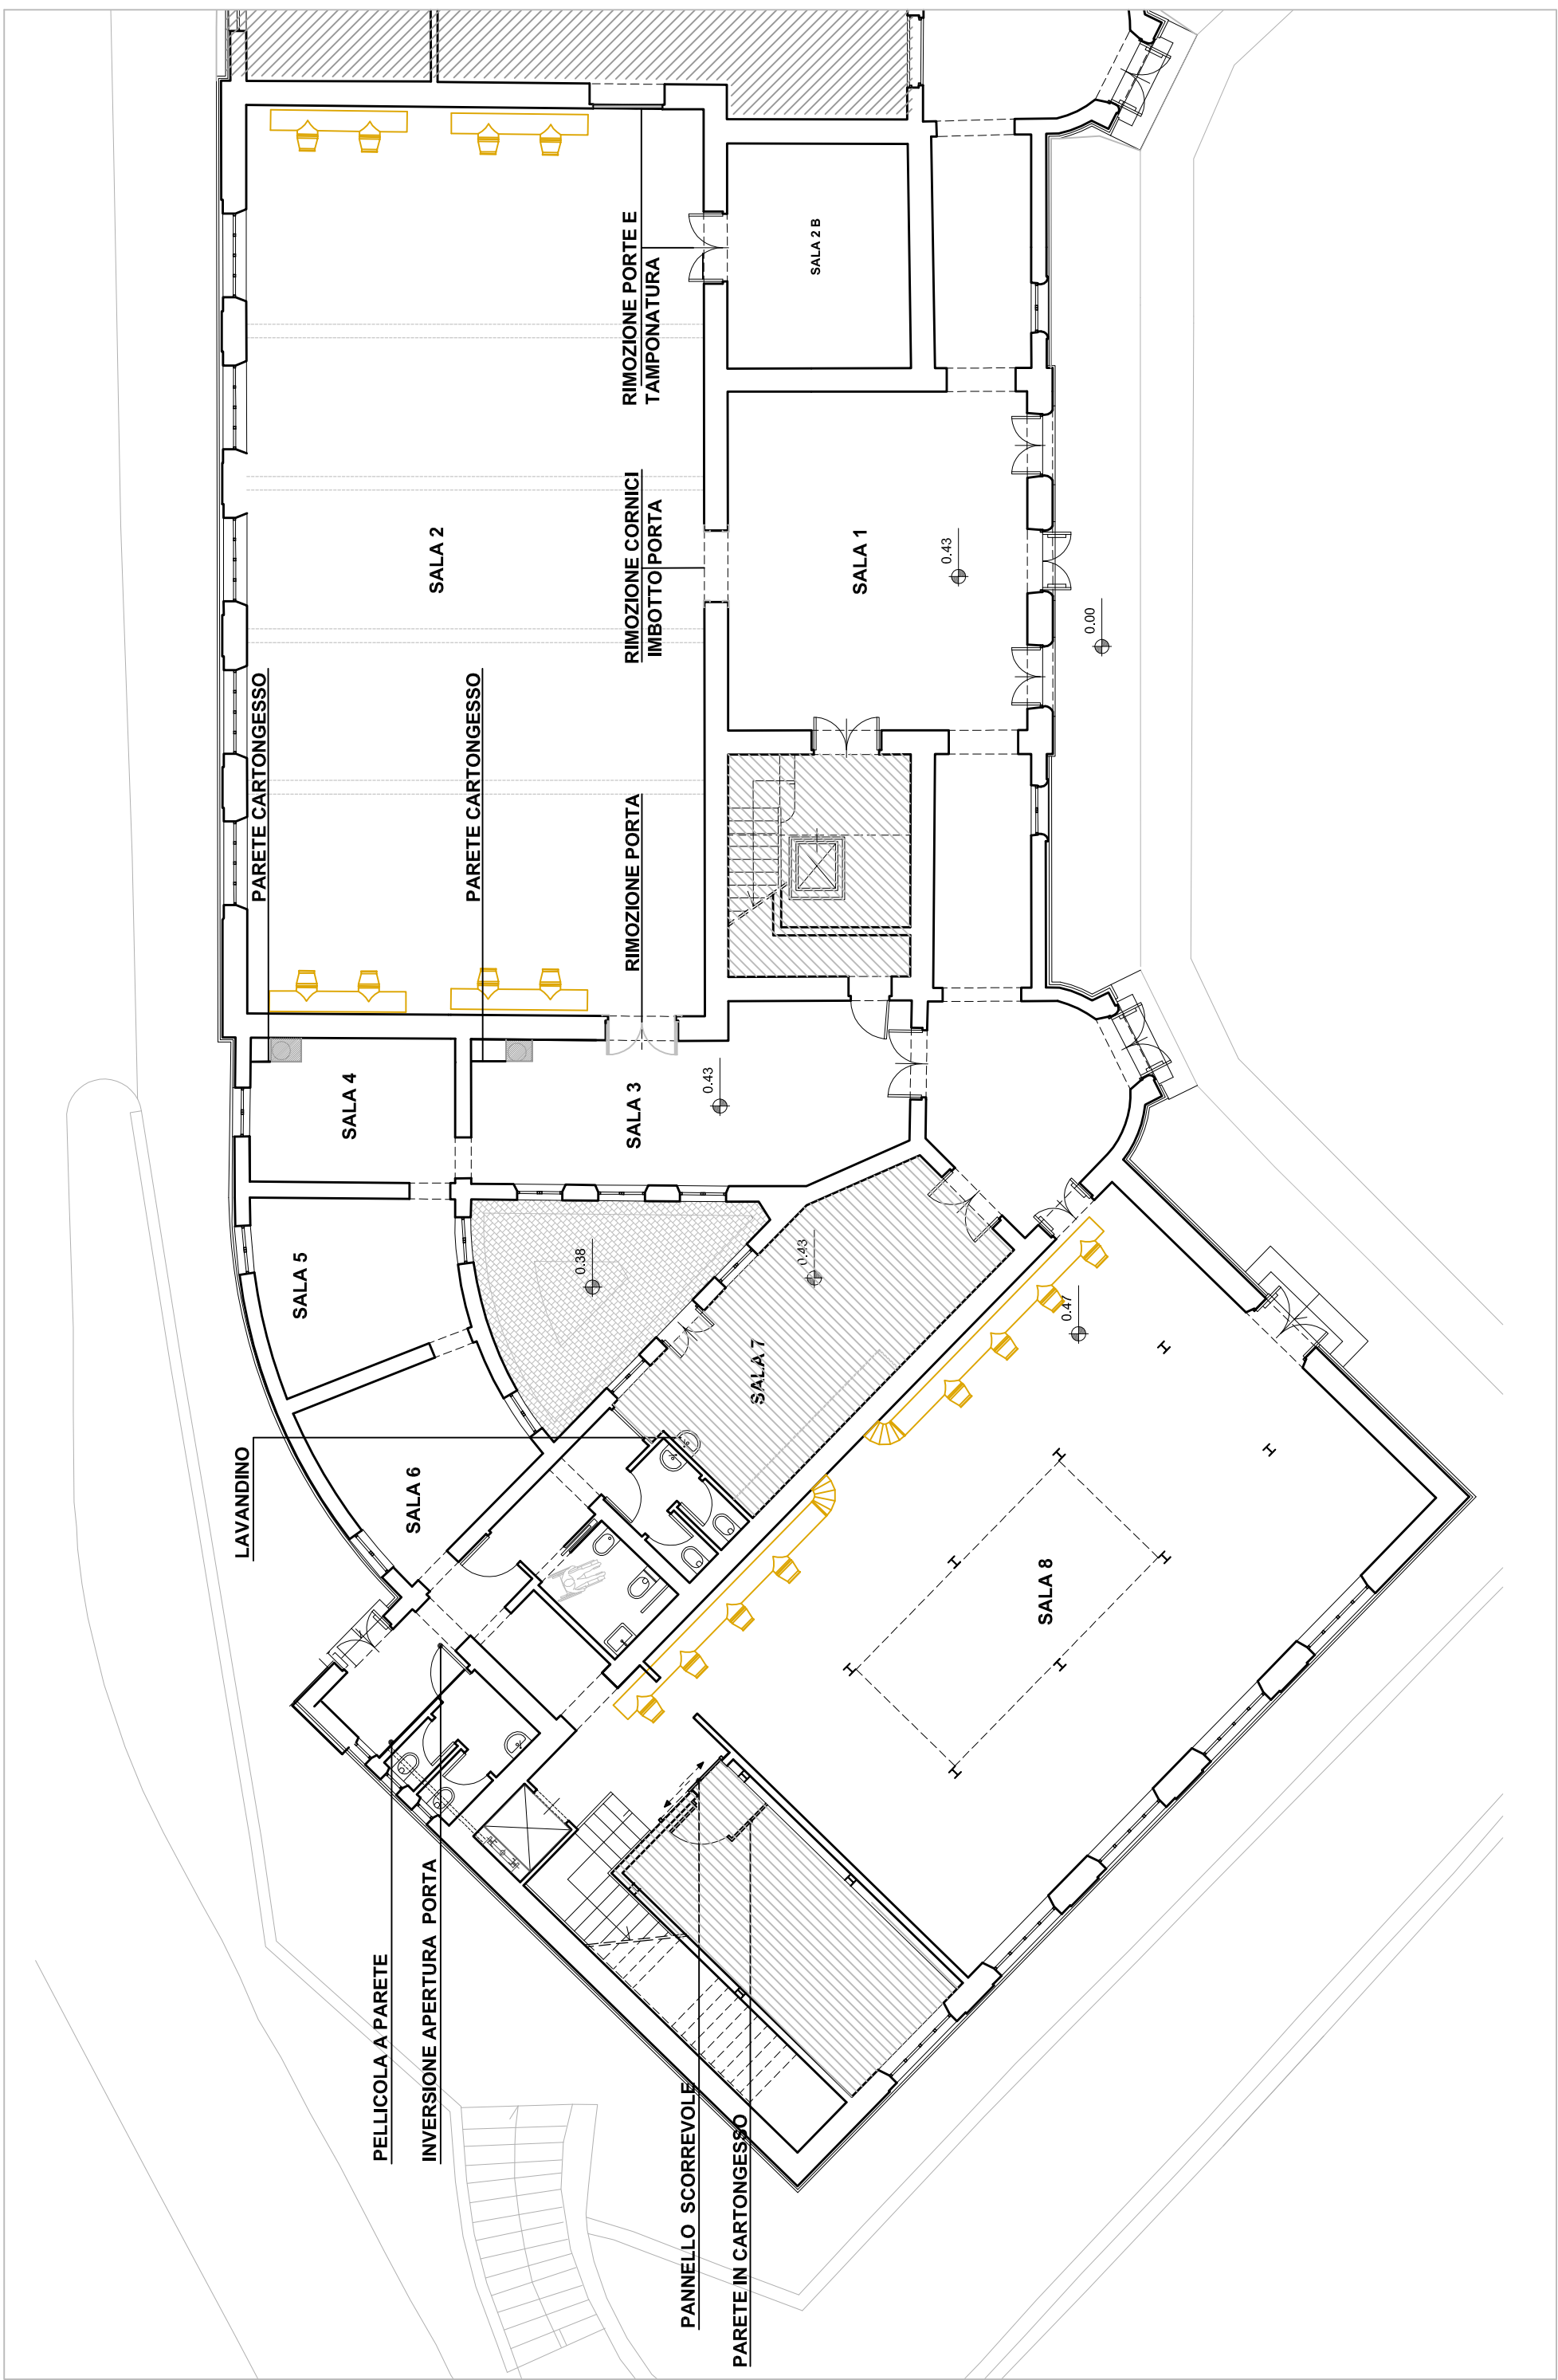 SALA 2 B
RIMOZIONE PORTE E
TAMPONATURA
SALA 2
RIMOZIONE CORNICI
IMBOTTO PORTA
SALA 1
0.43
0.00
PARETE CARTONGESSO
PARETE CARTONGESSO
RIMOZIONE PORTA
SALA 4
SALA 3
0.43
SALA 5
0.38
0.43
SALA 7
0.47
LAVANDINO
SALA 6
SALA 8
PELLICOLA A PARETE
INVERSIONE APERTURA PORTA
PANNELLO SCORREVOLE
PARETE IN CARTONGESSO